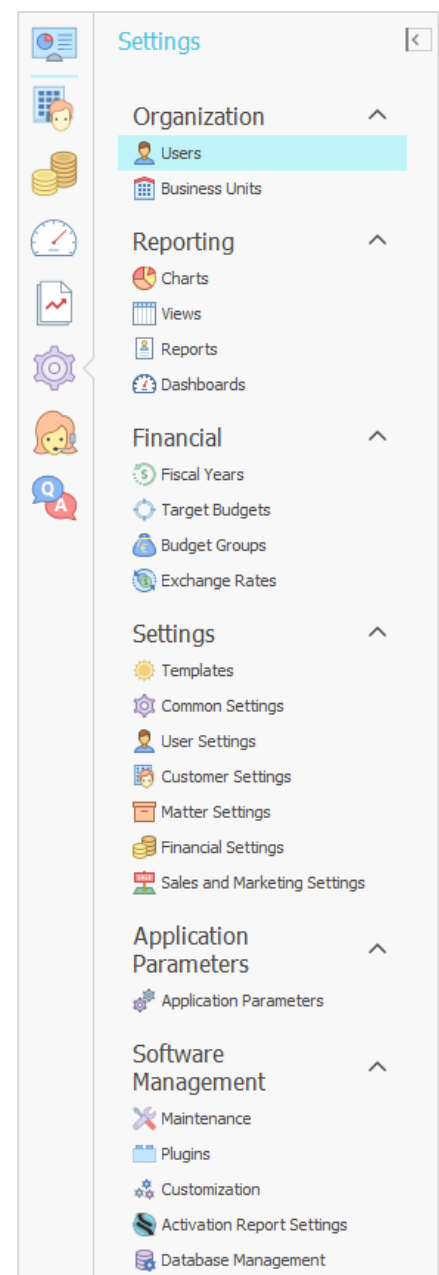 Settings
Organization
Users
Business Units
Reporting
Charts
Views
Reports
Dashboards
Financial
Fiscal Years
Target Budgets
Budget Groups
Exchange Rates
Settings
Templates
Common Settings
User Settings
Customer Settings
Matter Settings
Financial Settings
Sales and Marketing Settings
Application
Parameters
Application Parameters
Software
Management
Maintenance
Plugins
Customization
Activation Report Settings
Database Management
Q
A